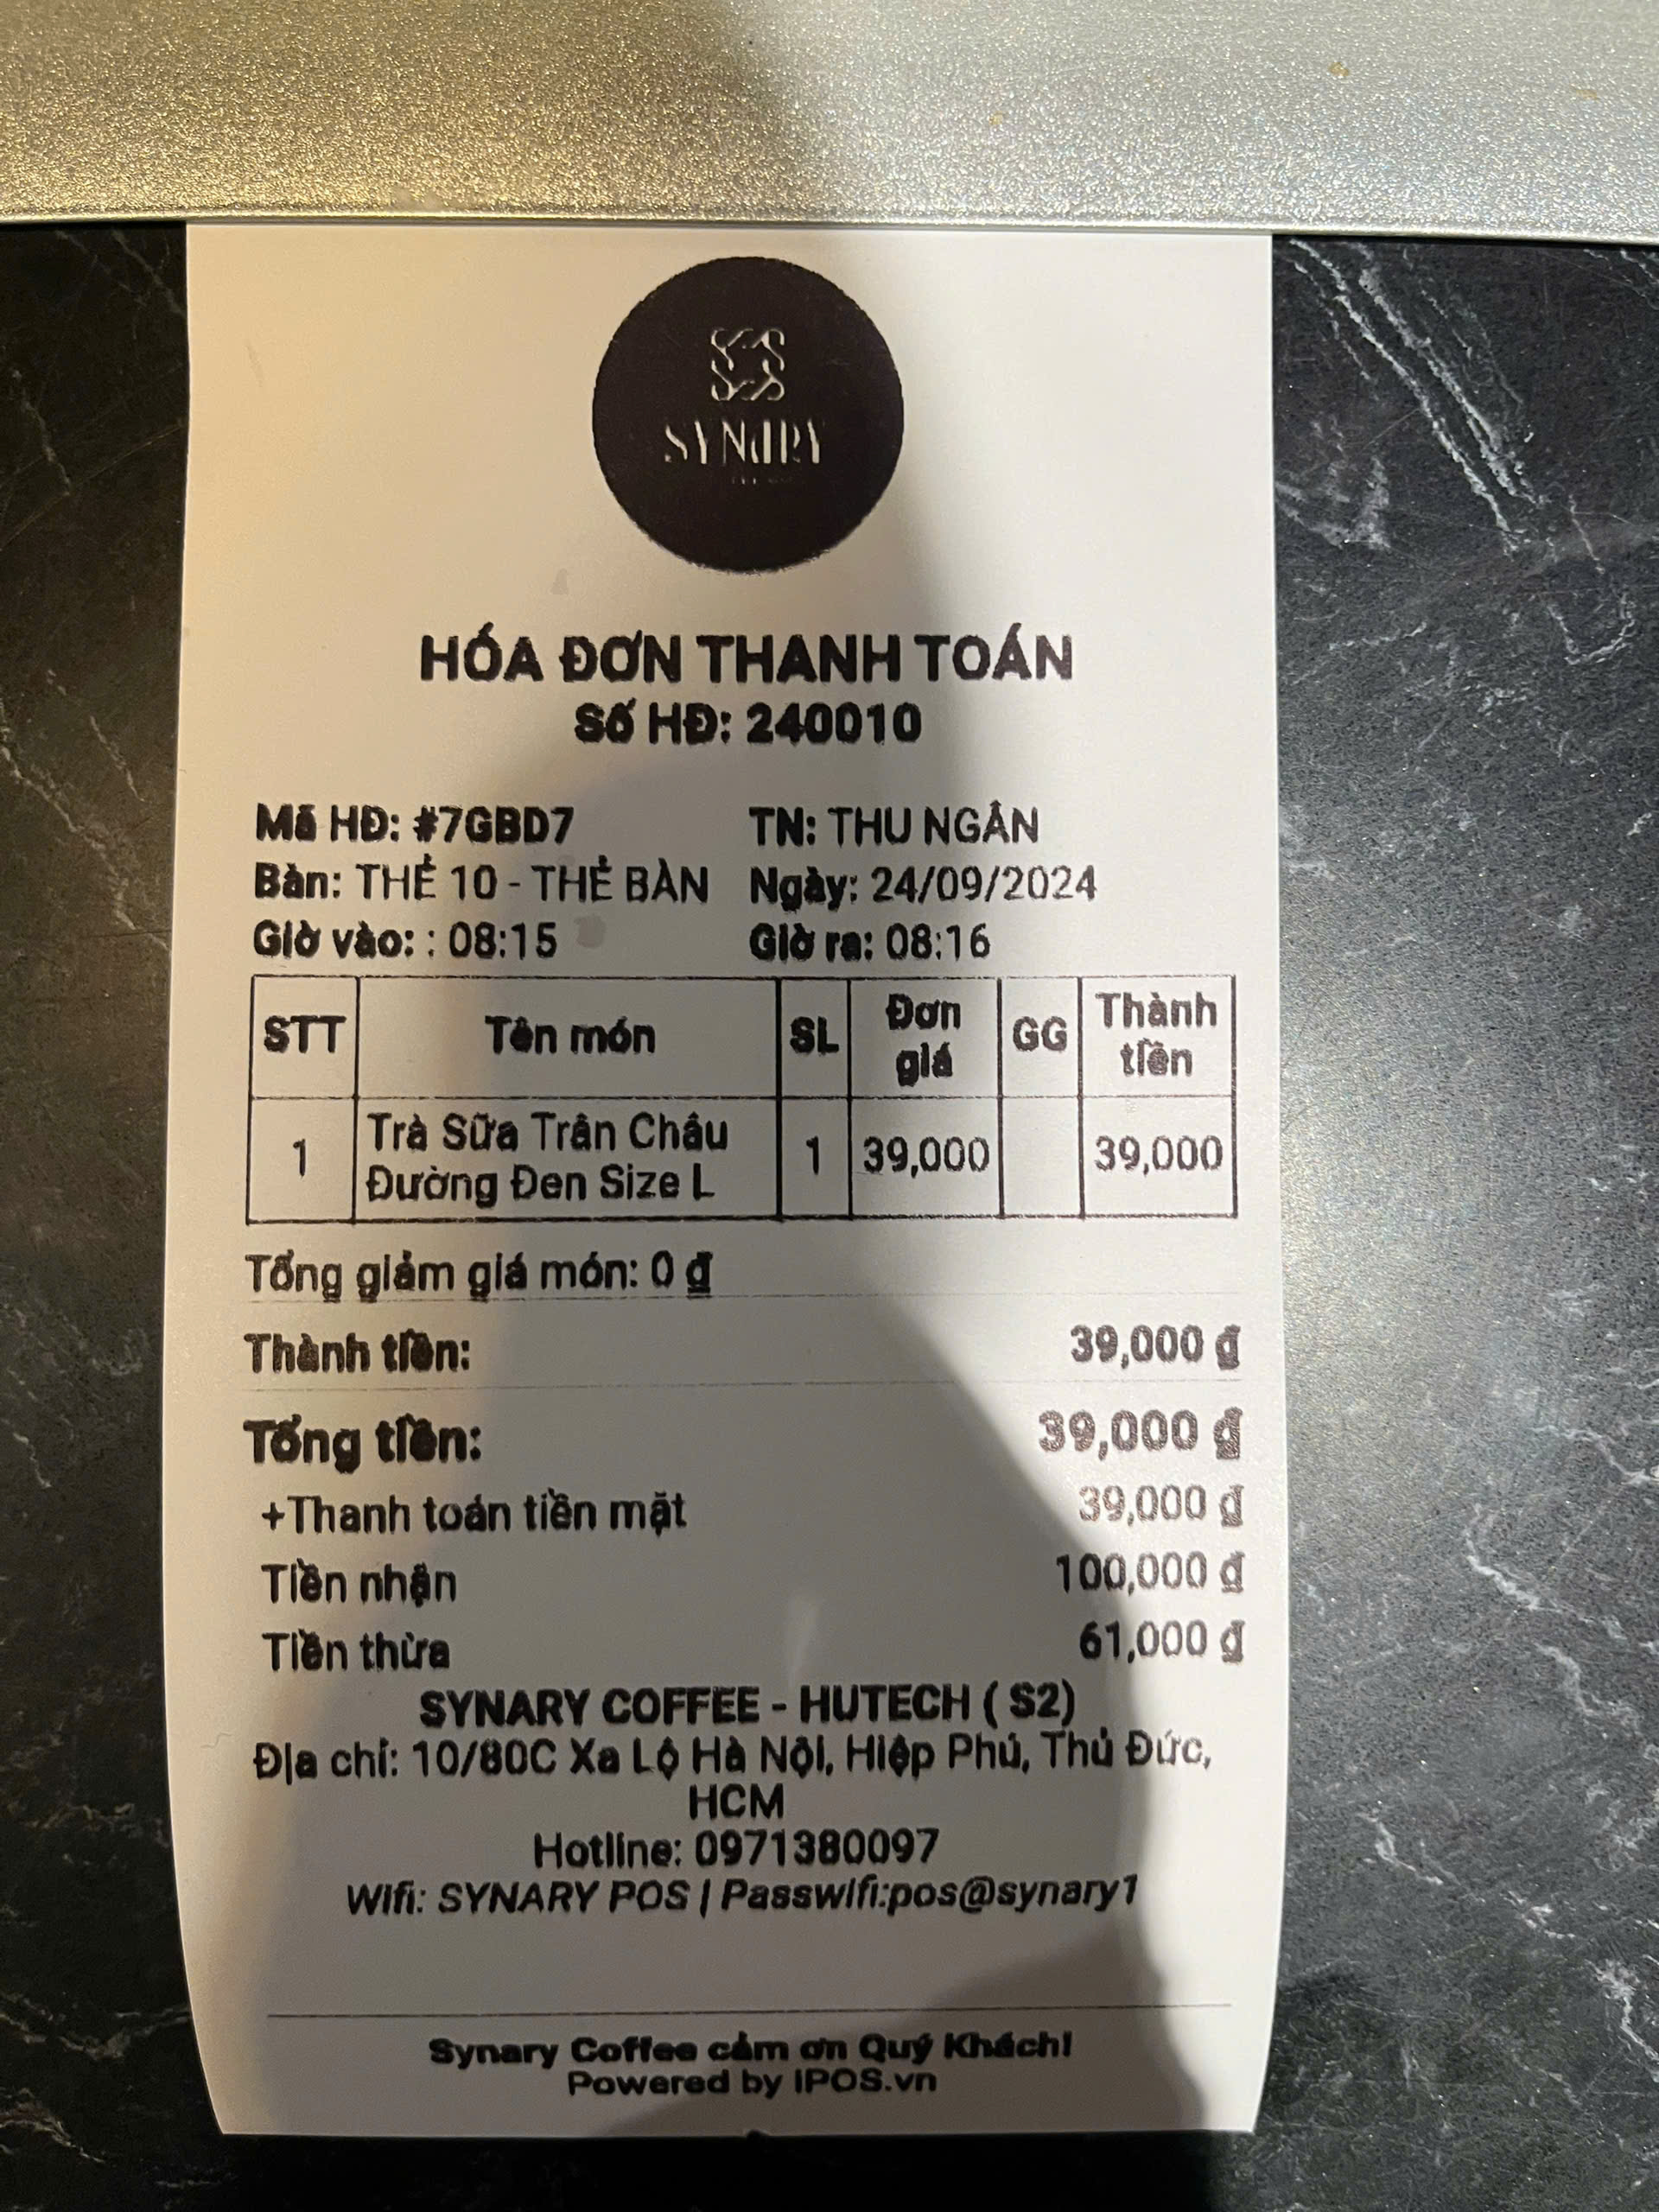 SYNARY
HÓA ĐƠN THANH TOÁN
Số HĐ: 240010
Mã HĐ: #7GBD7 TN: THU NGÂN
Bàn: THẺ 10 - THẺ BÀN Ngày: 24/09/2024
Giờ vào: : 08:15 Giờ ra: 08:16
STT Tên món SL Đơn giá GG Thành tiền
1 Trà Sữa Trân Châu Đường Đen Size L 1 39,000 39,000
Tổng giảm giá món: 0 ₫
Thành tiền: 39,000 ₫
Tổng tiền: 39,000 ₫
+Thanh toán tiền mặt 39,000 ₫
Tiền nhận 100,000 ₫
Tiền thừa 61,000 ₫
SYNARY COFFEE - HUTECH ( S2)
Địa chỉ: 10/80C Xa Lộ Hà Nội, Hiệp Phú, Thủ Đức,
HCM
Hotline: 0971380097
Wifi: SYNARY POS | Passwifi:pos@synary1
Synary Coffee cảm ơn Quý Khách!
Powered by IPOS.vn